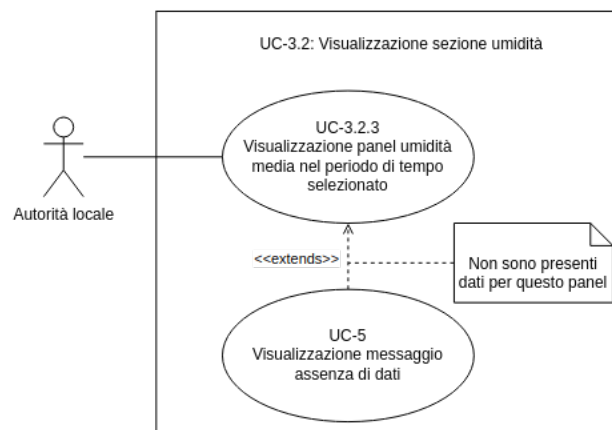 UC-3.2: Visualizzazione sezione umidità
UC-3.2.3
Visualizzazione panel umidità
media nel periodo di tempo
selezionato
Autorità locale
<<extends>>
Non sono presenti
dati per questo panel
UC-5
Visualizzazione messaggio
assenza di dati